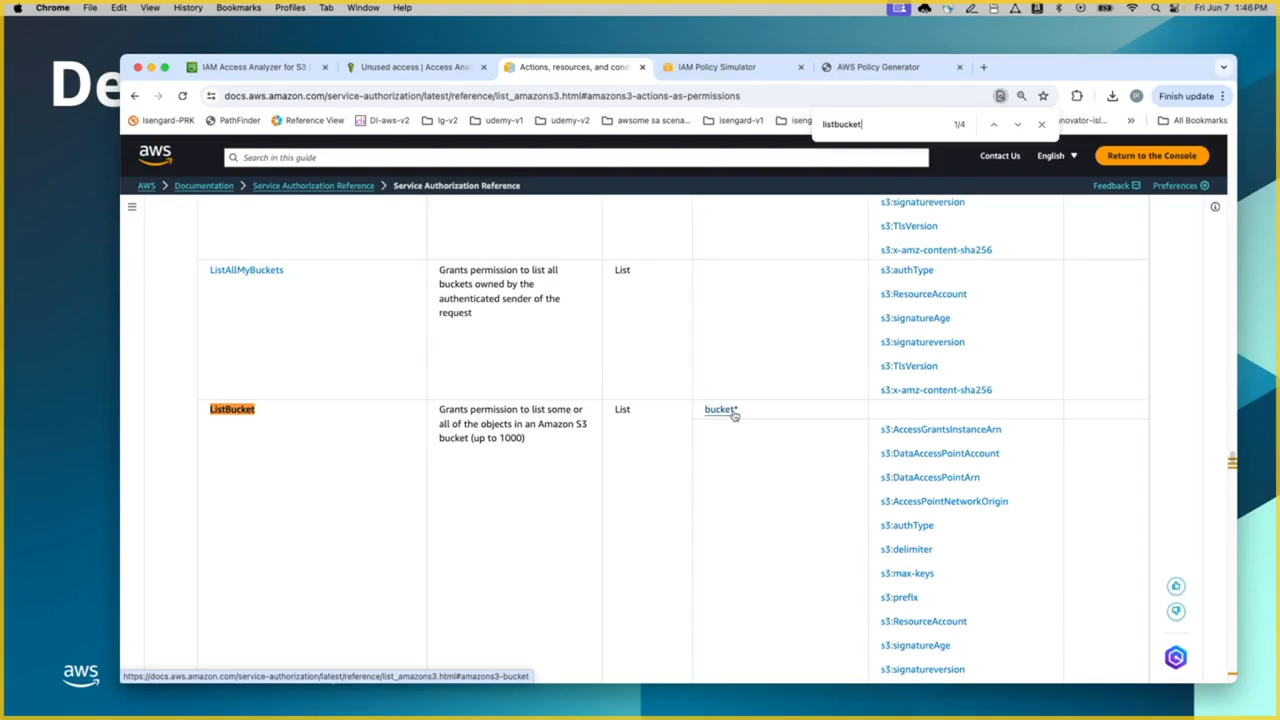 Chrome File Edit View History Bookmarks Profiles Tab Window Help Fri Jun 7 1:46 PM
De
IAM Access Analyzer for S3 | Unused access | Access Ana Actions, resources, and cond IAM Policy Simulator AWS Policy Generator
docs.aws.amazon.com/service-authorization/latest/reference/list_amazons3.html#amazons3-actions-as-permissions Finish update
Isengard-PRK PathFinder Reference View DI-aws-v2 lg-v2 udemy-v1 udemy-v2 awsome sa scena... isengard-v1 isen novator-isl... All Bookmarks
listbucket 1/4
aws Search in this guide Contact Us English Return to the Console
AWS Documentation Service Authorization Reference Service Authorization Reference Feedback Preferences
s3:signatureversion
s3:TlsVersion
s3:x-amz-content-sha256
ListAllMyBuckets Grants permission to list all List s3:authType
buckets owned by the
s3:ResourceAccount
authenticated sender of the
request
s3:signatureAge
s3:signatureversion
s3:TlsVersion
s3:x-amz-content-sha256
ListBucket Grants permission to list some or List bucket*
all of the objects in an Amazon S3
s3:AccessGrantsInstanceArn
bucket (up to 1000)
s3:DataAccessPointAccount
s3:DataAccessPointArn
s3:AccessPointNetworkOrigin
s3:authType
s3:delimiter
s3:max-keys
s3:prefix
s3:ResourceAccount
s3:signatureAge
s3:signatureversion
aws
https://docs.aws.amazon.com/service-authorization/latest/reference/list_amazons3.html#amazons3-bucket